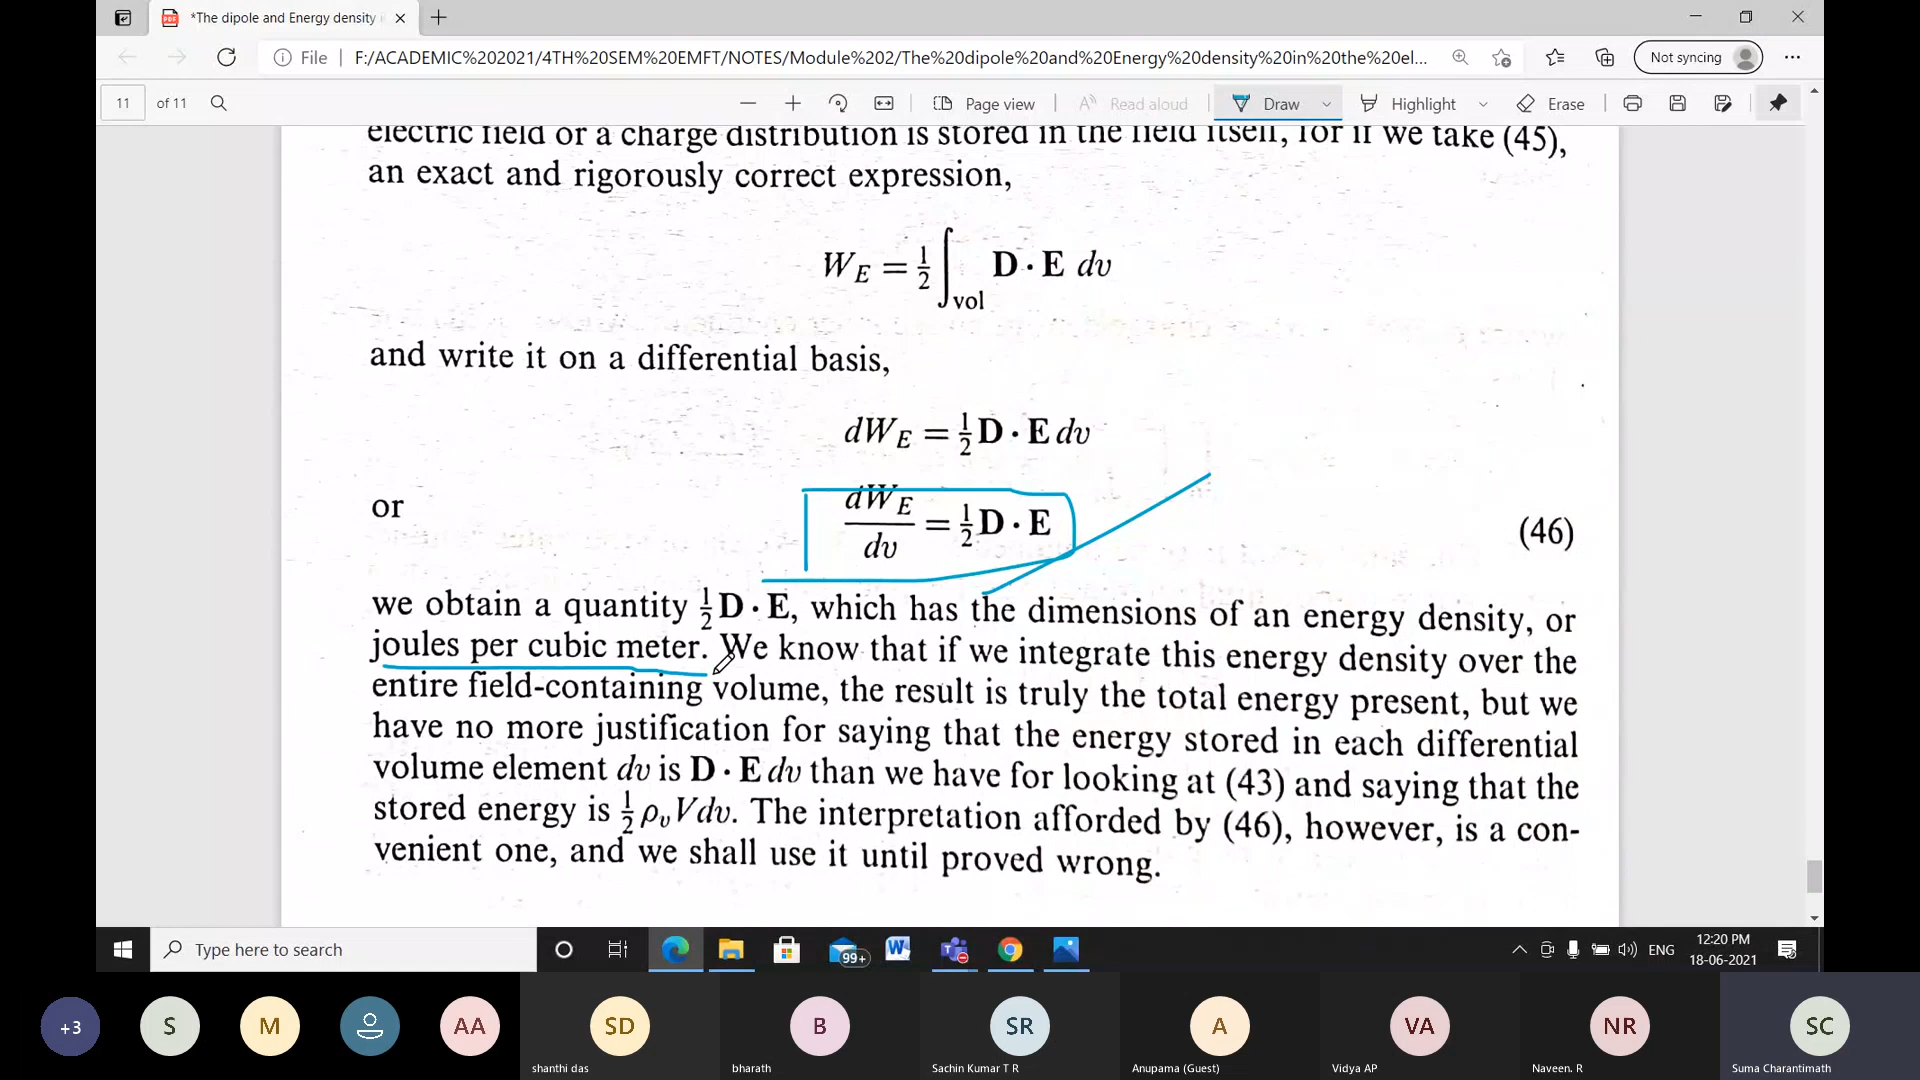 *The dipole and Energy density i
File
F:/ACADEMIC%202021/4TH%20SEM%20EMFT/NOTES/Module%202/The%20dipole%20and%20Energy%20density%20in%20the%20el...
Not syncing
11 of 11
Page view
Read aloud
Draw
Highlight
Erase
electric field or a charge distribution is stored in the field itself, for if we take (45),
an exact and rigorously correct expression,
W_E = ½ ∫_vol D · E dv
and write it on a differential basis,
dW_E = ½ D · E dv
or
dW_E/dv = ½ D · E (46)
we obtain a quantity ½ D · E, which has the dimensions of an energy density, or
joules per cubic meter. We know that if we integrate this energy density over the
entire field-containing volume, the result is truly the total energy present, but we
have no more justification for saying that the energy stored in each differential
volume element dv is D · E dv than we have for looking at (43) and saying that the
stored energy is ½ ρ_v V dv. The interpretation afforded by (46), however, is a con-
venient one, and we shall use it until proved wrong.
Type here to search
99+
ENG
12:20 PM
18-06-2021
+3
S
M
AA
SD
B
SR
A
VA
NR
SC
shanthi das
bharath
Sachin Kumar T R
Anupama (Guest)
Vidya AP
Naveen. R
Suma Charantimath